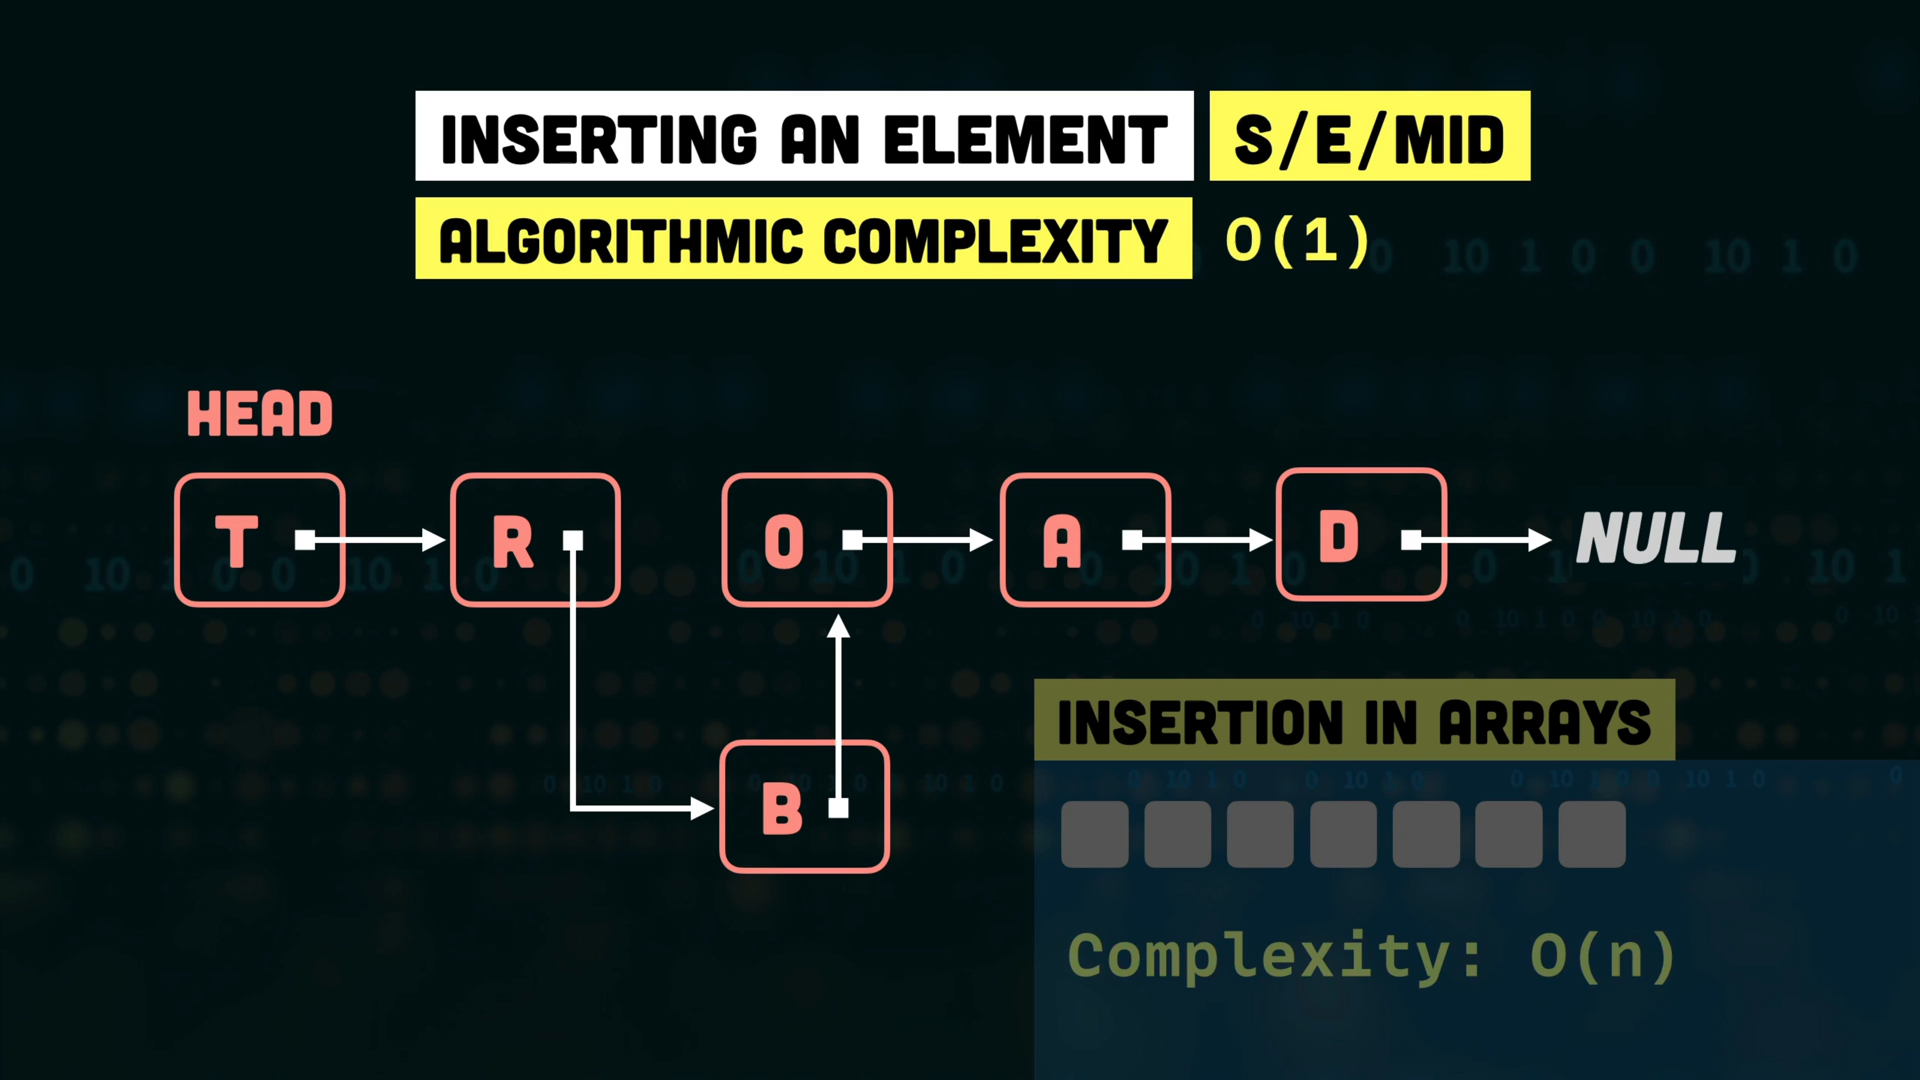 INSERTING AN ELEMENT S/E/MID
ALGORITHMIC COMPLEXITY O(1)
HEAD
T R O A D NULL
B
INSERTION IN ARRAYS
Complexity: O(n)